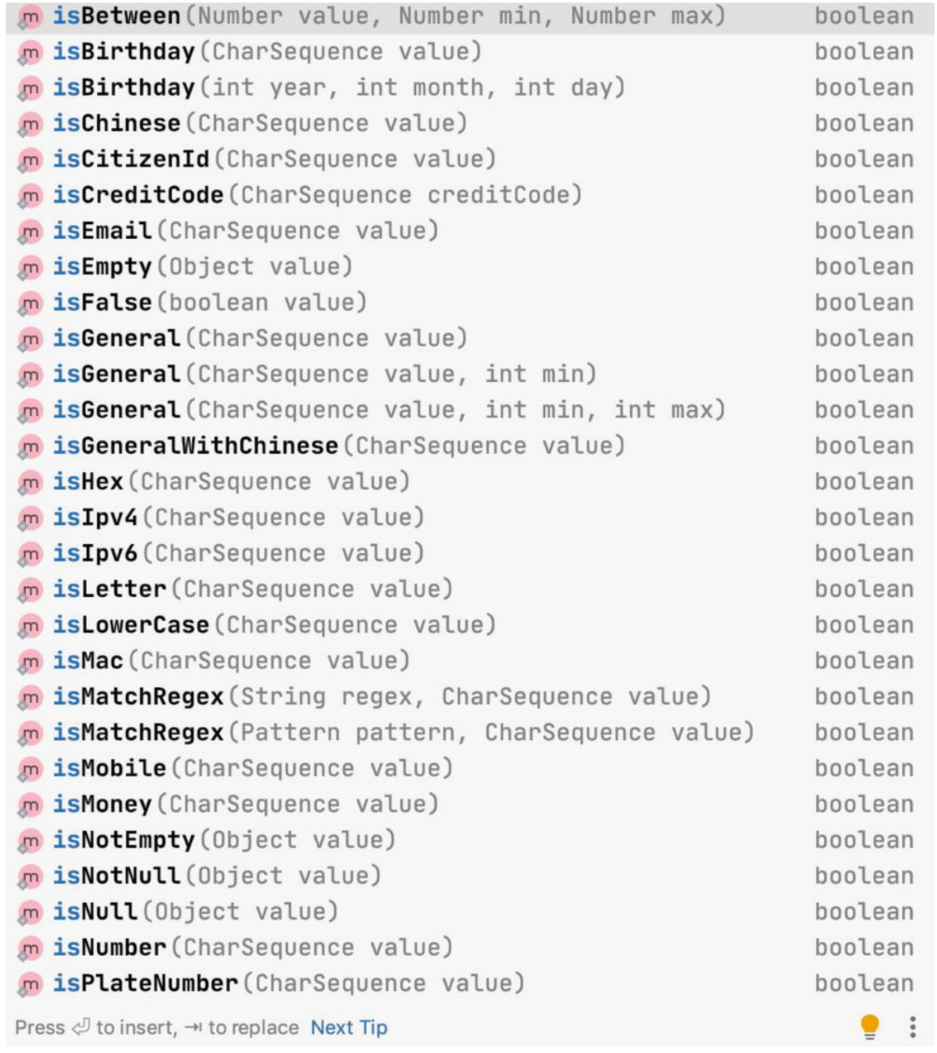 isBetween(Number value, Number min, Number max) boolean
isBirthday(CharSequence value) boolean
isBirthday(int year, int month, int day) boolean
isChinese(CharSequence value) boolean
isCitizenId(CharSequence value) boolean
isCreditCode(CharSequence creditCode) boolean
isEmail(CharSequence value) boolean
isEmpty(Object value) boolean
isFalse(boolean value) boolean
isGeneral(CharSequence value) boolean
isGeneral(CharSequence value, int min) boolean
isGeneral(CharSequence value, int min, int max) boolean
isGeneralWithChinese(CharSequence value) boolean
isHex(CharSequence value) boolean
isIpv4(CharSequence value) boolean
isIpv6(CharSequence value) boolean
isLetter(CharSequence value) boolean
isLowerCase(CharSequence value) boolean
isMac(CharSequence value) boolean
isMatchRegex(String regex, CharSequence value) boolean
isMatchRegex(Pattern pattern, CharSequence value) boolean
isMobile(CharSequence value) boolean
isMoney(CharSequence value) boolean
isNotEmpty(Object value) boolean
isNotNull(Object value) boolean
isNull(Object value) boolean
isNumber(CharSequence value) boolean
isPlateNumber(CharSequence value) boolean
Press ⏎ to insert, ⇥ to replace Next Tip